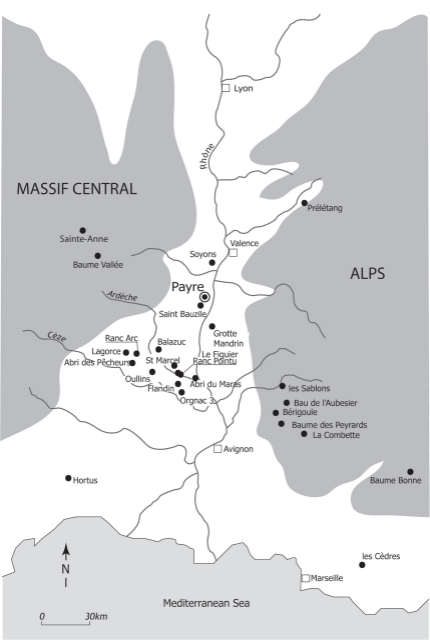 Lyon
Rhône
MASSIF CENTRAL
Prélétang
Sainte-Anne
Valence
Baume Vallée
Soyons
ALPS
Payre
Ardèche
Saint Bauzile
Cèze
Grotte
Mandrin
Ranc Arc
Balazuc
Lagorce
St Marcel
Le Figuier
Abri des Pêcheurs
Ranc Pointu
Oullins
Abri du Maras
les Sablons
Flandin
Orgnac 3
Bau de l'Aubesier
Bérigoule
Baume des Peyrards
La Combette
Avignon
Hortus
Baume Bonne
les Cèdres
N
Marseille
Mediterranean Sea
0 30km